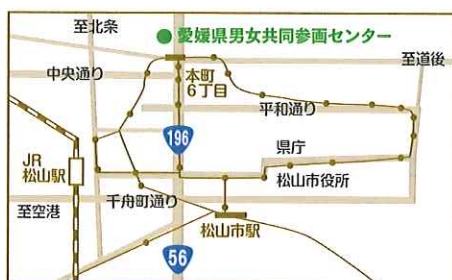 至北条
愛媛県男女共同参画センター
中央通り
本町
6丁目
至道後
平和通り
196
JR
松山駅
県庁
松山市役所
千舟町通り
至空港
松山市駅
56